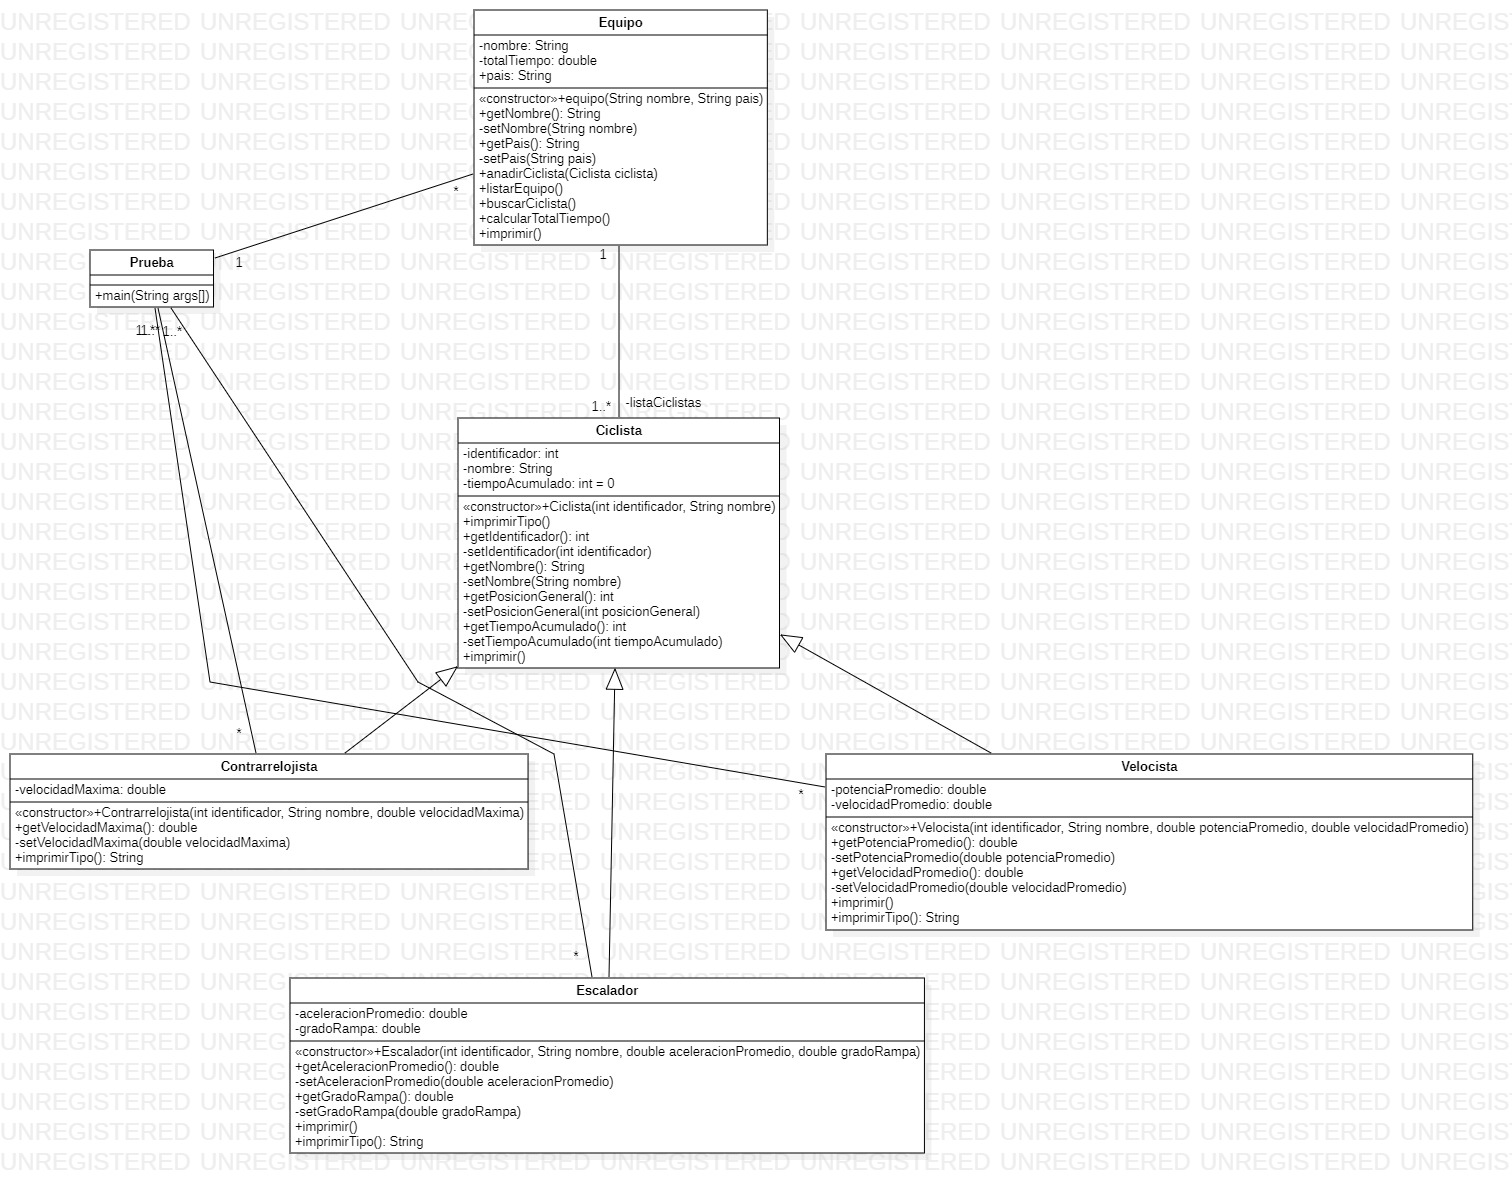 Equipo
-nombre: String
-totalTiempo: double
+pais: String
«constructor»+equipo(String nombre, String pais)
+getNombre(): String
-setNombre(String nombre)
+getPais(): String
-setPais(String pais)
+anadirCiclista(Ciclista ciclista)
+listarEquipo()
+buscarCiclista()
+calcularTotalTiempo()
+imprimir()
*
1
1
Prueba
+main(String args[])
1..*
1..*
-listaCiclistas
Ciclista
-identificador: int
-nombre: String
-tiempoAcumulado: int = 0
«constructor»+Ciclista(int identificador, String nombre)
+imprimirTipo()
+getIdentificador(): int
-setIdentificador(int identificador)
+getNombre(): String
-setNombre(String nombre)
+getPosicionGeneral(): int
-setPosicionGeneral(int posicionGeneral)
+getTiempoAcumulado(): int
-setTiempoAcumulado(int tiempoAcumulado)
+imprimir()
*
Contrarrelojista
-velocidadMaxima: double
«constructor»+Contrarrelojista(int identificador, String nombre, double velocidadMaxima)
+getVelocidadMaxima(): double
-setVelocidadMaxima(double velocidadMaxima)
+imprimirTipo(): String
*
Velocista
-potenciaPromedio: double
-velocidadPromedio: double
«constructor»+Velocista(int identificador, String nombre, double potenciaPromedio, double velocidadPromedio)
+getPotenciaPromedio(): double
-setPotenciaPromedio(double potenciaPromedio)
+getVelocidadPromedio(): double
-setVelocidadPromedio(double velocidadPromedio)
+imprimir()
+imprimirTipo(): String
*
Escalador
-aceleracionPromedio: double
-gradoRampa: double
«constructor»+Escalador(int identificador, String nombre, double aceleracionPromedio, double gradoRampa)
+getAceleracionPromedio(): double
-setAceleracionPromedio(double aceleracionPromedio)
+getGradoRampa(): double
-setGradoRampa(double gradoRampa)
+imprimir()
+imprimirTipo(): String
UNREGISTERED